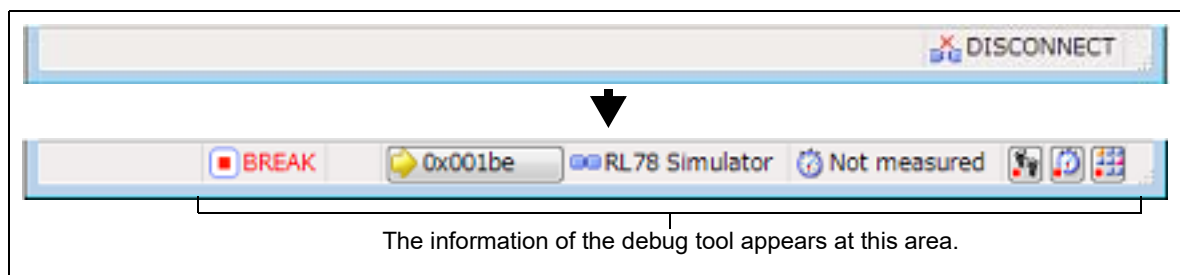 DISCONNECT
BREAK 0x001be RL78 Simulator Not measured
The information of the debug tool appears at this area.